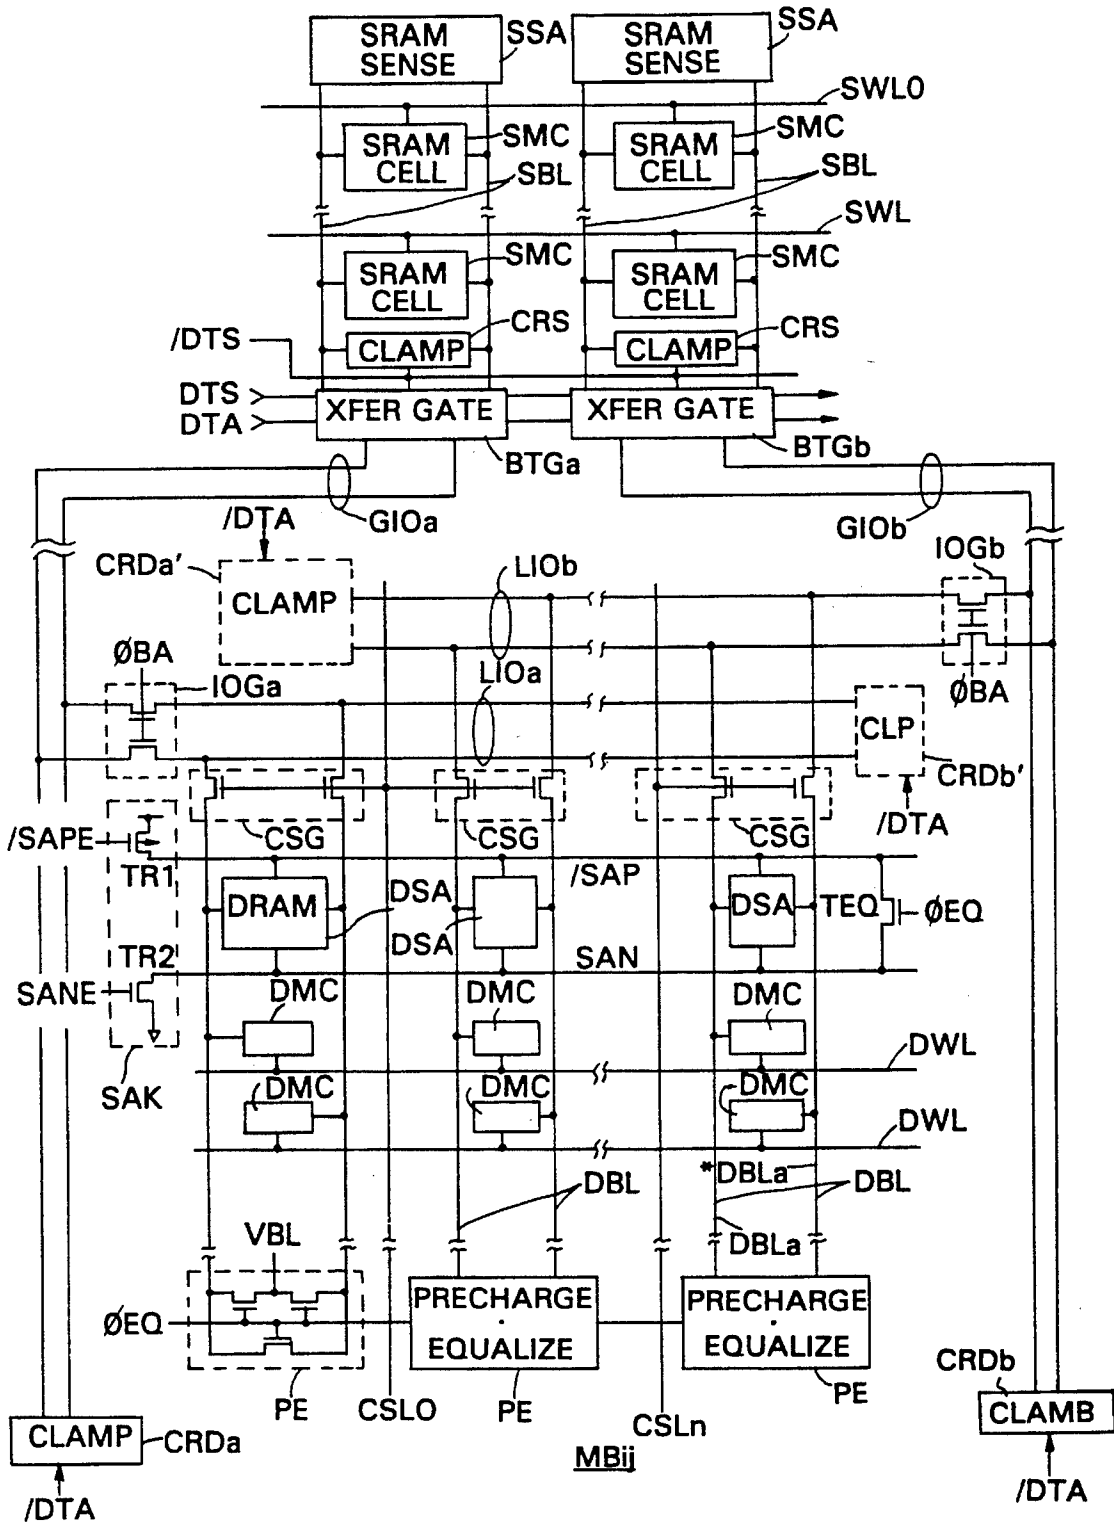 SRAM SENSE
SSA
SRAM SENSE
SSA
SWL0
SRAM CELL
SMC
SRAM CELL
SMC
SBL
SBL
SWL
SRAM CELL
SMC
SRAM CELL
SMC
/DTS
CLAMP
CRS
CLAMP
CRS
DTS
DTA
XFER GATE
XFER GATE
BTGa
BTGb
GIOa
GIOb
/DTA
CRDa'
CLAMP
LIOb
IOGb
ØBA
IOGa
LIOa
ØBA
CLP
CRDb'
/DTA
/SAPE
TR1
CSG
CSG
CSG
/SAP
DRAM
DSA
DSA
DSA
TEQ
ØEQ
TR2
SAN
SANE
DMC
DMC
DMC
DWL
SAK
DMC
DMC
DMC
DWL
*DBLa
DBL
DBL
DBLa
VBL
ØEQ
PRECHARGE
·
EQUALIZE
PRECHARGE
·
EQUALIZE
PE
CSL0
PE
CSLn
PE
CRDb
CLAMP
CRDa
CLAMB
MBij
/DTA
/DTA